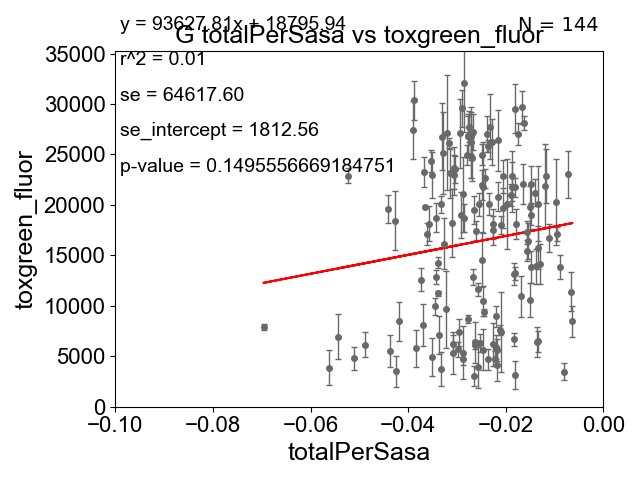 y = 93627.81x + 18795.94
N = 144
G totalPerSasa vs toxgreen_fluor
r^2 = 0.01
se = 64617.60
se_intercept = 1812.56
p-value = 0.1495556669184751
35000
30000
25000
20000
15000
10000
5000
0
toxgreen_fluor
−0.10 −0.08 −0.06 −0.04 −0.02 0.00
totalPerSasa